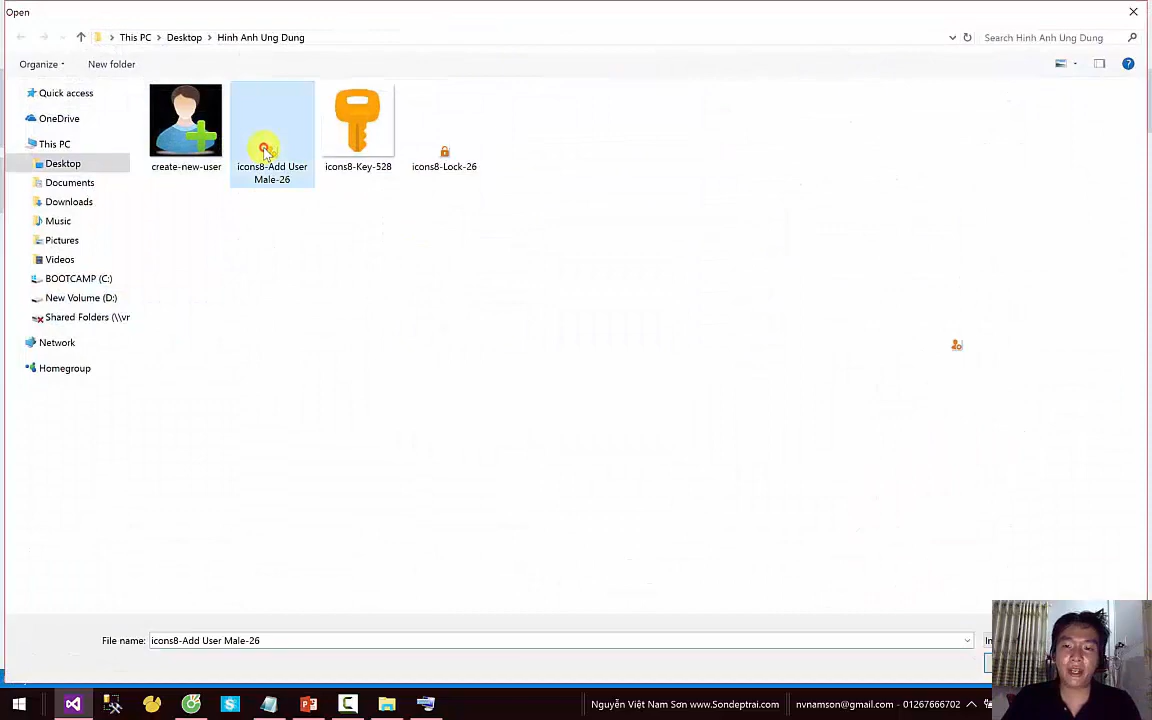 Open
This PC > Desktop > Hinh Anh Ung Dung
Search Hinh Anh Ung Dung
Organize
New folder
Quick access
OneDrive
This PC
Desktop
Documents
Downloads
Music
Pictures
Videos
BOOTCAMP (C:)
New Volume (D:)
Shared Folders (\\vr
Network
Homegroup
create-new-user
icons8-Add User
Male-26
icons8-Key-528
icons8-Lock-26
File name:
icons8-Add User Male-26
Nguyễn Việt Nam Sơn www.Sondeptrai.com
nvnamson@gmail.com - 01267666702